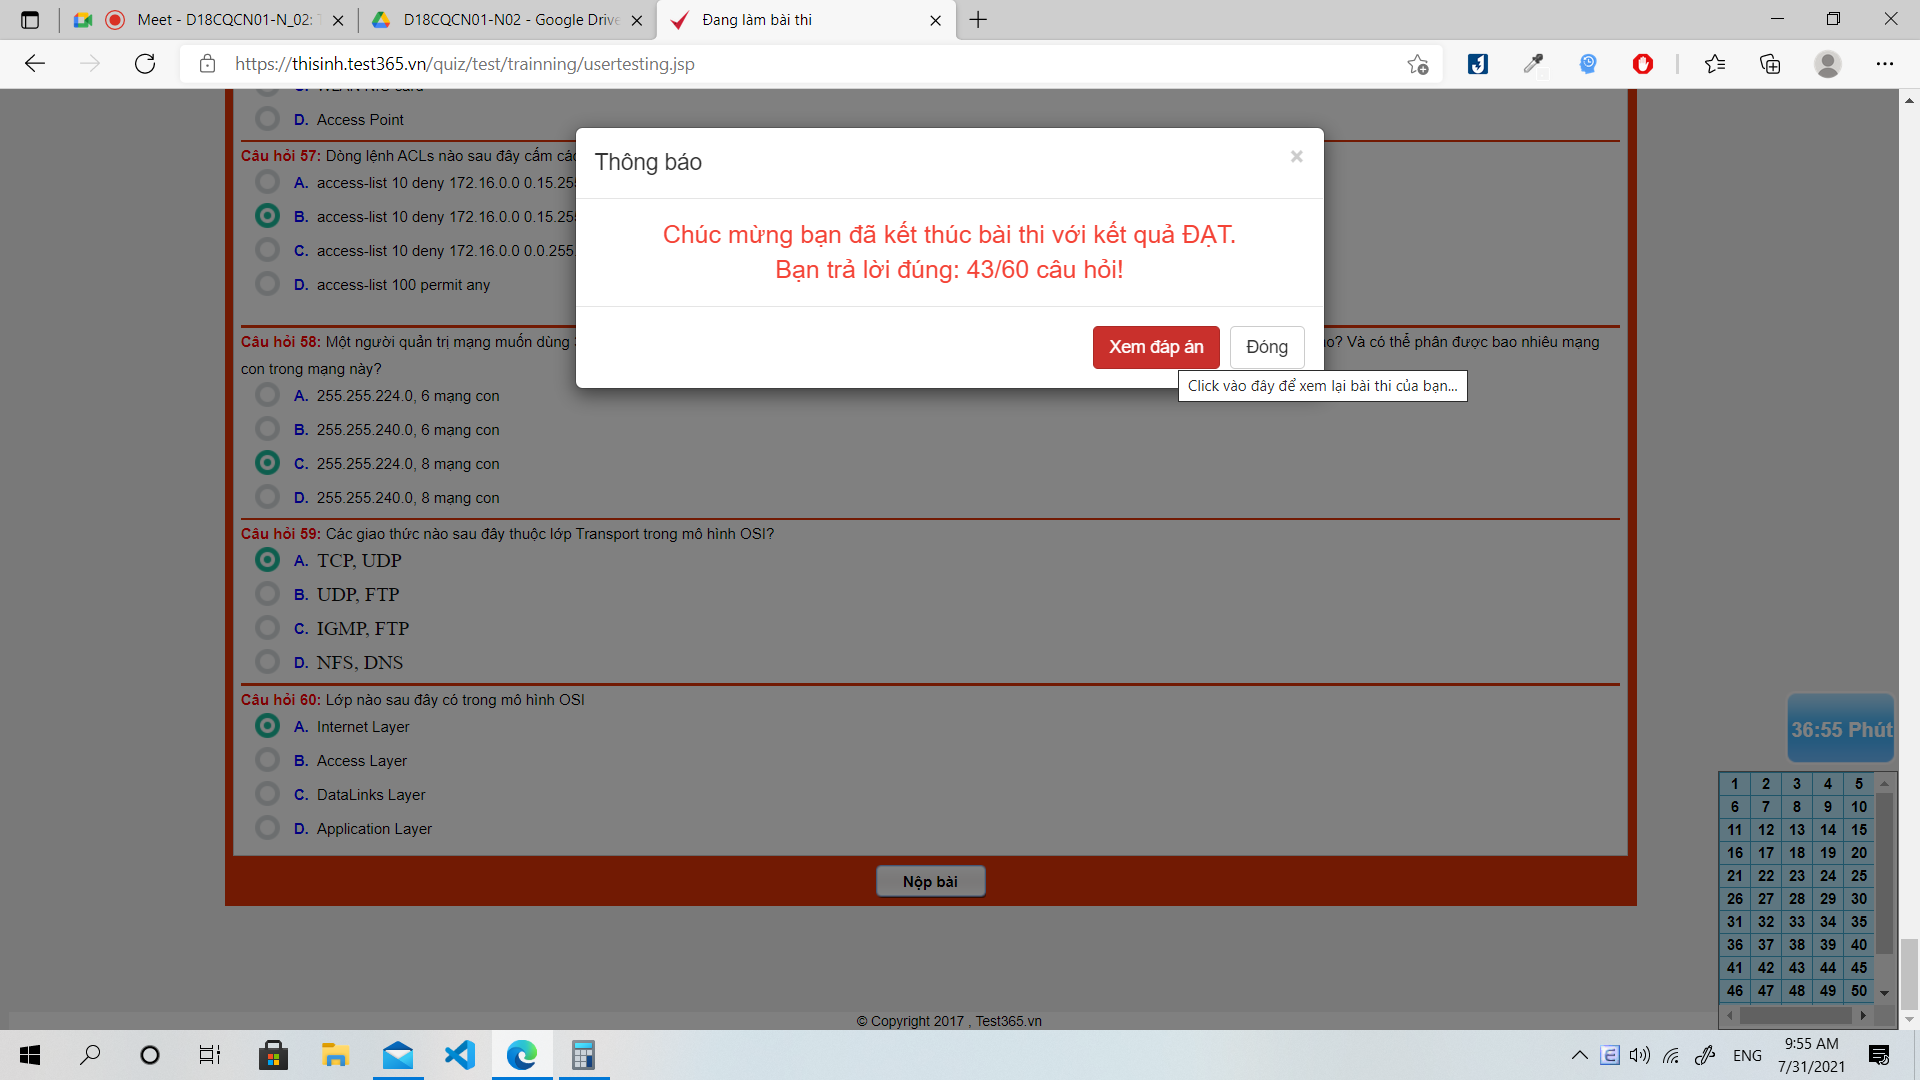 Meet - D18CQCN01-N_02:
D18CQCN01-N02 - Google Drive
Đang làm bài thi
https://thisinh.test365.vn/quiz/test/trainning/usertesting.jsp
D. Access Point
Câu hỏi 57: Dòng lệnh ACLs nào sau đây cấm các
A. access-list 10 deny 172.16.0.0 0.15.255
B. access-list 10 deny 172.16.0.0 0.15.255
C. access-list 10 deny 172.16.0.0 0.0.255.
D. access-list 100 permit any
Thông báo
×
Chúc mừng bạn đã kết thúc bài thi với kết quả ĐẠT.
Bạn trả lời đúng: 43/60 câu hỏi!
Xem đáp án
Đóng
Click vào đây để xem lại bài thi của bạn...
Câu hỏi 58: Một người quản trị mạng muốn dùng
? Và có thể phân được bao nhiêu mạng
con trong mạng này?
A. 255.255.224.0, 6 mạng con
B. 255.255.240.0, 6 mạng con
C. 255.255.224.0, 8 mạng con
D. 255.255.240.0, 8 mạng con
Câu hỏi 59: Các giao thức nào sau đây thuộc lớp Transport trong mô hình OSI?
A. TCP, UDP
B. UDP, FTP
C. IGMP, FTP
D. NFS, DNS
Câu hỏi 60: Lớp nào sau đây có trong mô hình OSI
A. Internet Layer
B. Access Layer
C. DataLinks Layer
D. Application Layer
Nộp bài
36:55 Phút
1 2 3 4 5
6 7 8 9 10
11 12 13 14 15
16 17 18 19 20
21 22 23 24 25
26 27 28 29 30
31 32 33 34 35
36 37 38 39 40
41 42 43 44 45
46 47 48 49 50
© Copyright 2017 , Test365.vn
ENG
9:55 AM
7/31/2021